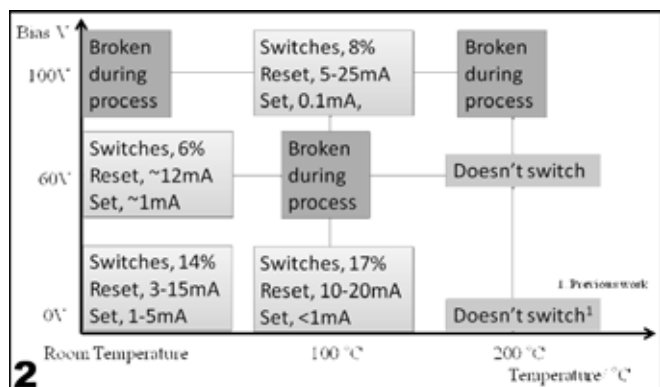 Bias V
100V
Broken
during
process
Switches, 8%
Reset, 5-25mA
Set, 0.1mA,
Broken
during
process
60V
Switches, 6%
Reset, ~12mA
Set, ~1mA
Broken
during
process
Doesn't switch
0V
Switches, 14%
Reset, 3-15mA
Set, 1-5mA
Switches, 17%
Reset, 10-20mA
Set, <1mA
1 Previous work
Doesn't switch¹
Room Temperature
100 °C
200 °C
Temperature/ °C
2